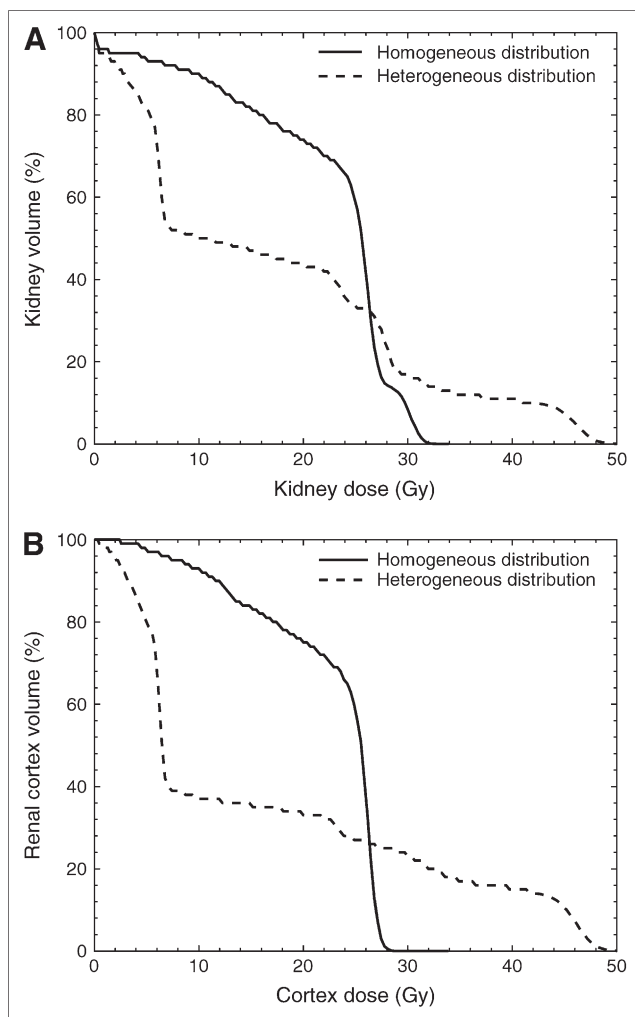 A
Homogeneous distribution
Heterogeneous distribution
Kidney volume (%)
100
80
60
40
20
0
0 10 20 30 40 50
Kidney dose (Gy)
B
Homogeneous distribution
Heterogeneous distribution
Renal cortex volume (%)
100
80
60
40
20
0
0 10 20 30 40 50
Cortex dose (Gy)